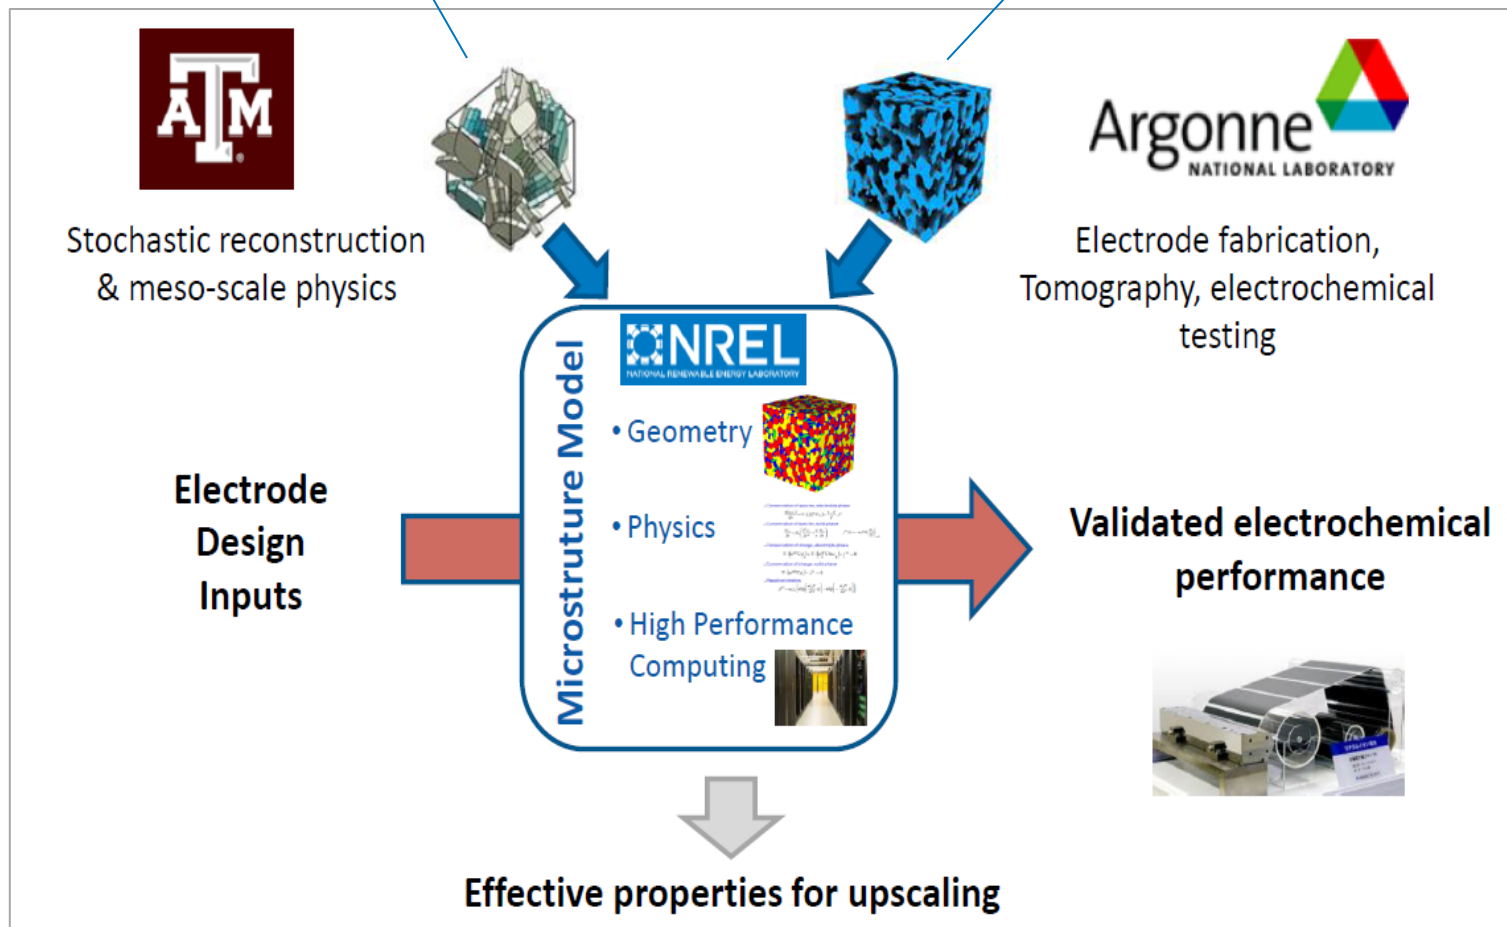 ATM
Stochastic reconstruction
& meso-scale physics
Argonne
NATIONAL LABORATORY
Electrode fabrication,
Tomography, electrochemical
testing
NREL
NATIONAL RENEWABLE ENERGY LABORATORY
Microstruture Model
• Geometry
• Physics
• High Performance
Computing
Electrode
Design
Inputs
Validated electrochemical
performance
Effective properties for upscaling